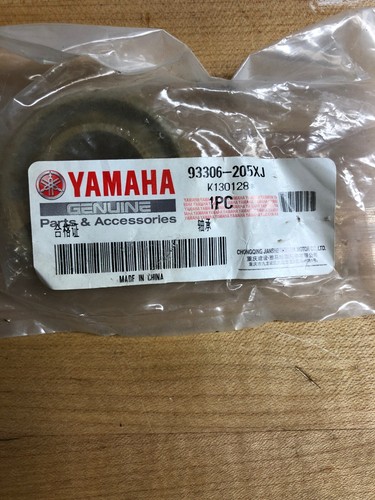 YAMAHA
GENUINE
Parts & Accessories
合格证
93306-205XJ
K130128
1PC
轴承
MADE IN CHINA